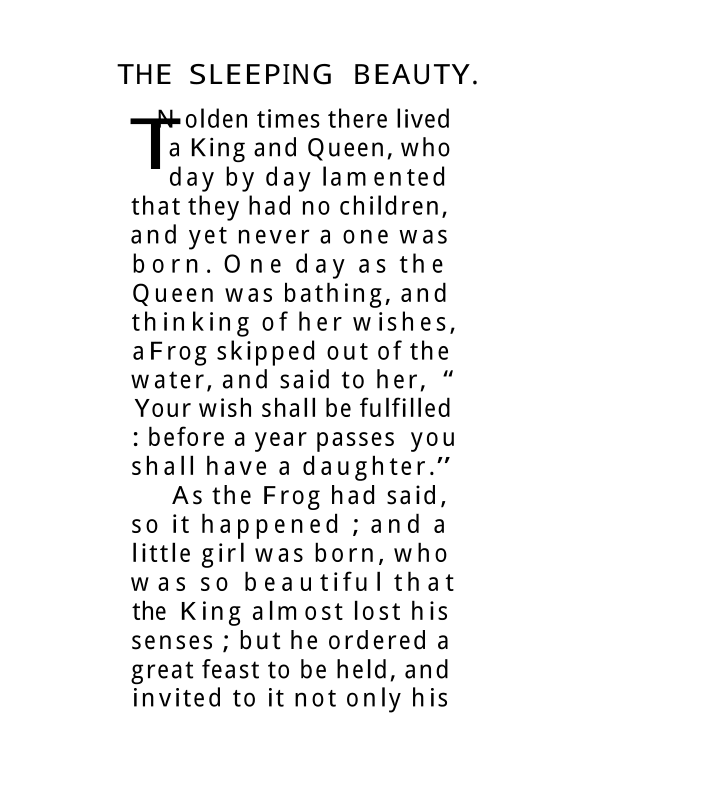 THE SLEEPING BEAUTY.
TN olden times there lived
a King and Queen, who
day by day lamented
that they had no children,
and yet never a one was
born. One day as the
Queen was bathing, and
thinking of her wishes,
aFrog skipped out of the
water, and said to her, “
Your wish shall be fulfilled
: before a year passes you
shall have a daughter.”
As the Frog had said,
so it happened ; and a
little girl was born, who
was so beautiful that
the King almost lost his
senses ; but he ordered a
great feast to be held, and
invited to it not only his